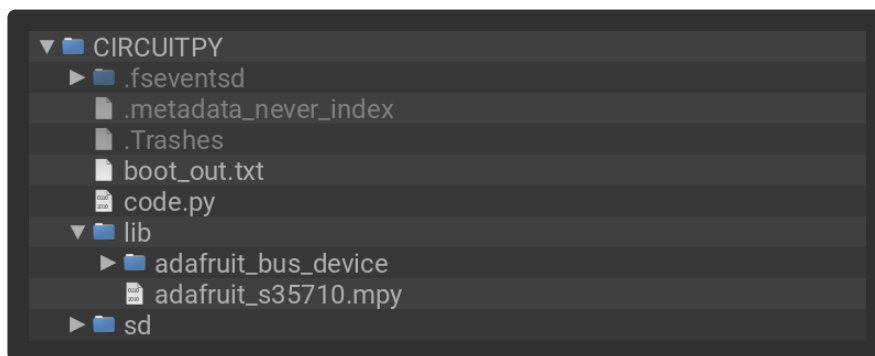 CIRCUITPY
.fseventsd
.metadata_never_index
.Trashes
boot_out.txt
code.py
lib
adafruit_bus_device
adafruit_s35710.mpy
sd